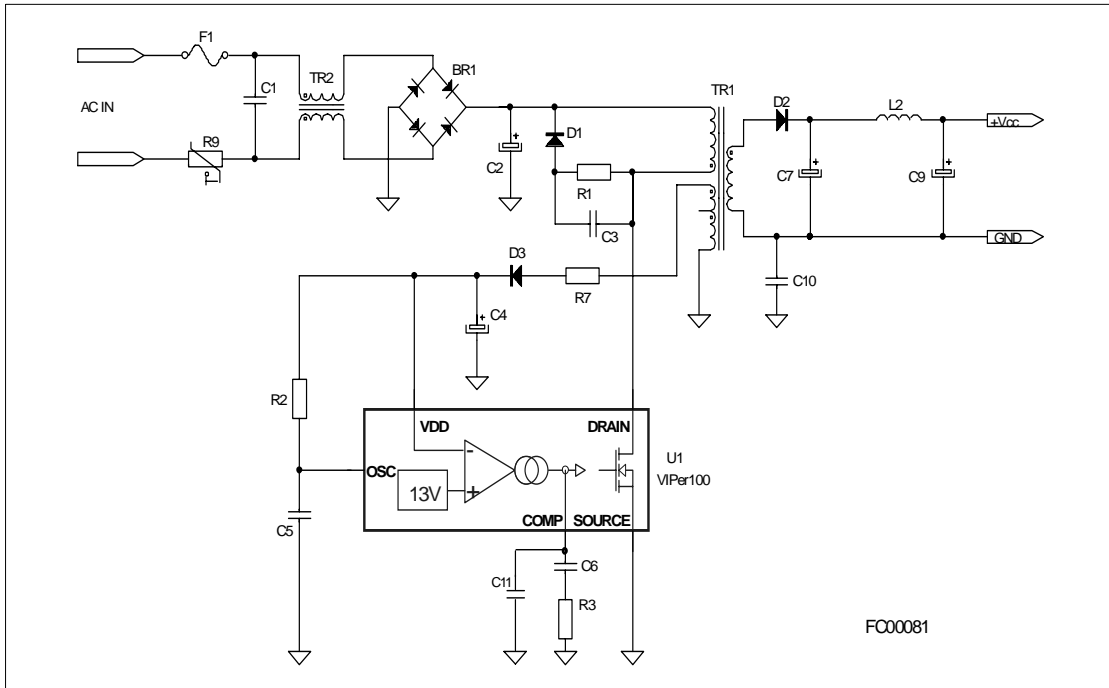 F1
BR1
TR2
C1
AC IN
R9
T°
C2
D1
R1
C3
TR1
D2
L2
+Vcc
C7
C9
GND
C10
D3
R7
C4
R2
VDD
DRAIN
OSC
-
+
13V
U1
VIPer100
COMP SOURCE
C5
C11
C6
R3
FC00081